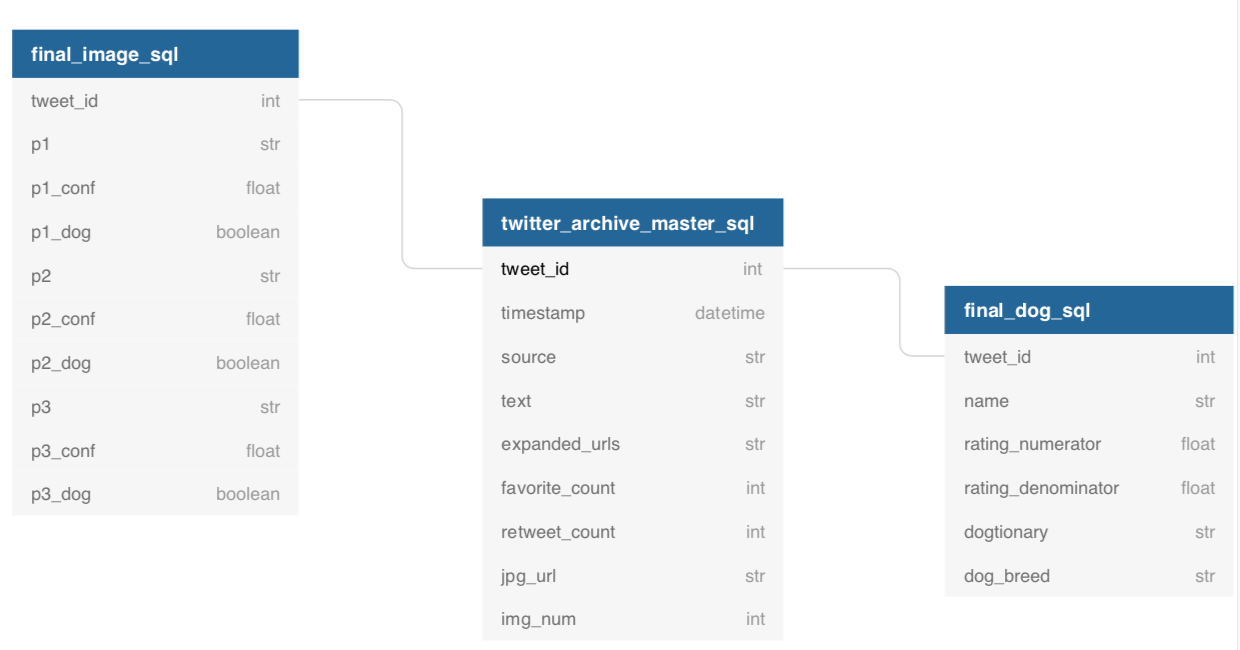 final_image_sql
tweet_id int
p1 str
p1_conf float
p1_dog boolean
p2 str
p2_conf float
p2_dog boolean
p3 str
p3_conf float
p3_dog boolean
twitter_archive_master_sql
tweet_id int
timestamp datetime
source str
text str
expanded_urls str
favorite_count int
retweet_count int
jpg_url str
img_num int
final_dog_sql
tweet_id int
name str
rating_numerator float
rating_denominator float
dogtionary str
dog_breed str